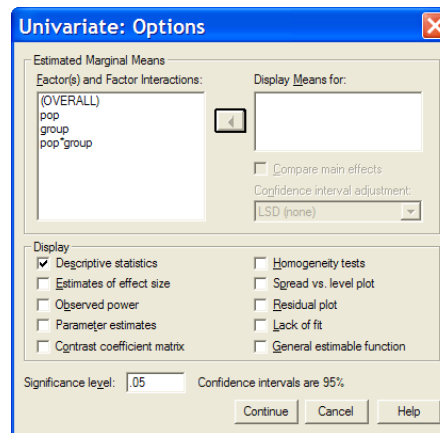 Univariate: Options
Estimated Marginal Means
Factor(s) and Factor Interactions:
(OVERALL)
pop
group
pop*group
Display Means for:
Compare main effects
Confidence interval adjustment:
LSD (none)
Display
Descriptive statistics
Estimates of effect size
Observed power
Parameter estimates
Contrast coefficient matrix
Homogeneity tests
Spread vs. level plot
Residual plot
Lack of fit
General estimable function
Significance level: .05 Confidence intervals are 95%
Continue Cancel Help